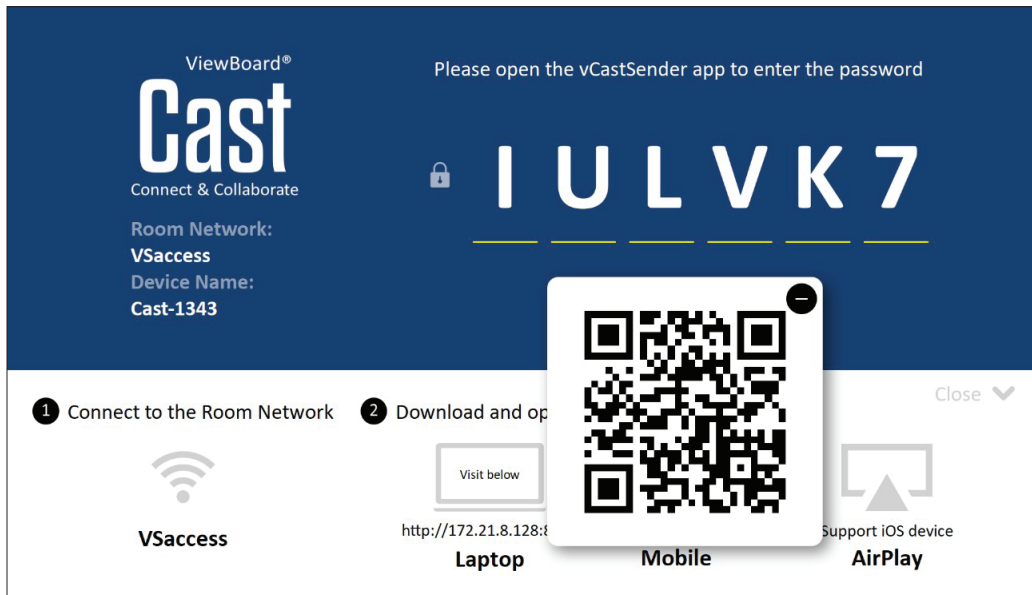 ViewBoard®
Cast
Connect & Collaborate
Room Network:
VSaccess
Device Name:
Cast-1343
Please open the vCastSender app to enter the password
I U L V K 7
Close
1 Connect to the Room Network
VSaccess
2 Download and op
Visit below
http://172.21.8.128:
Laptop
Mobile
Support iOS device
AirPlay